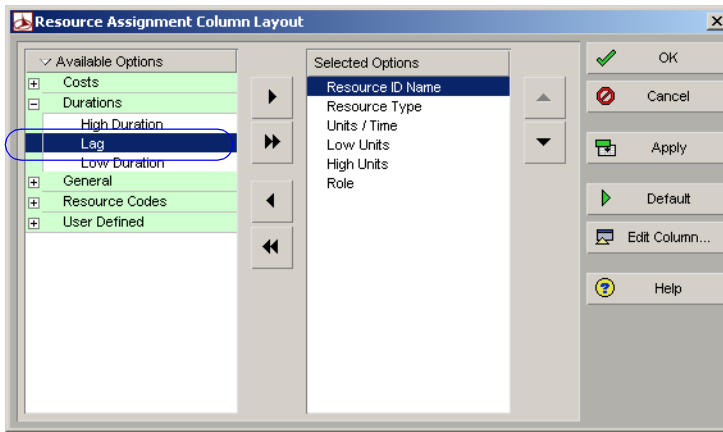 Resource Assignment Column Layout
Available Options
Costs
Durations
High Duration
Lag
Low Duration
General
Resource Codes
User Defined
Selected Options
Resource ID Name
Resource Type
Units / Time
Low Units
High Units
Role
OK
Cancel
Apply
Default
Edit Column...
Help